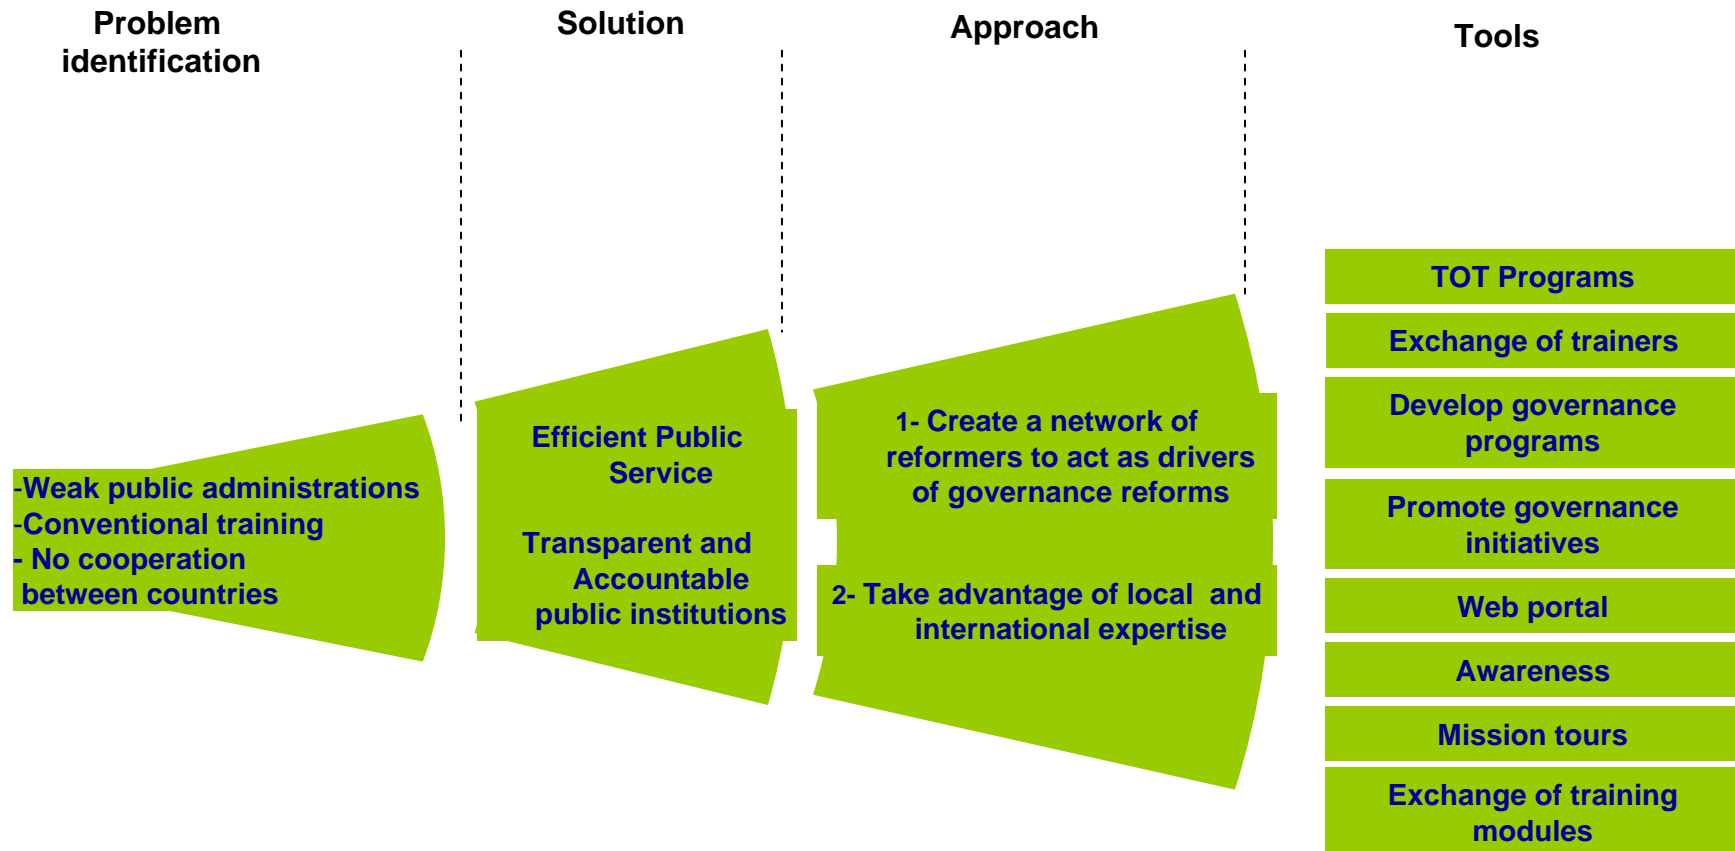 Problem
identification
Solution
Approach
Tools
-Weak public administrations
-Conventional training
- No cooperation
between countries
Efficient Public
Service
Transparent and
Accountable
public institutions
1- Create a network of
reformers to act as drivers
of governance reforms
2- Take advantage of local and
international expertise
TOT Programs
Exchange of trainers
Develop governance
programs
Promote governance
initiatives
Web portal
Awareness
Mission tours
Exchange of training
modules